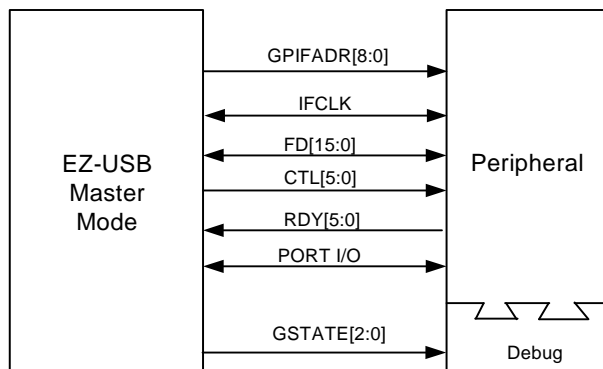 GPIFADR[8:0]
IFCLK
FD[15:0]
EZ-USB
Master
Mode
CTL[5:0]
Peripheral
RDY[5:0]
PORT I/O
GSTATE[2:0]
Debug